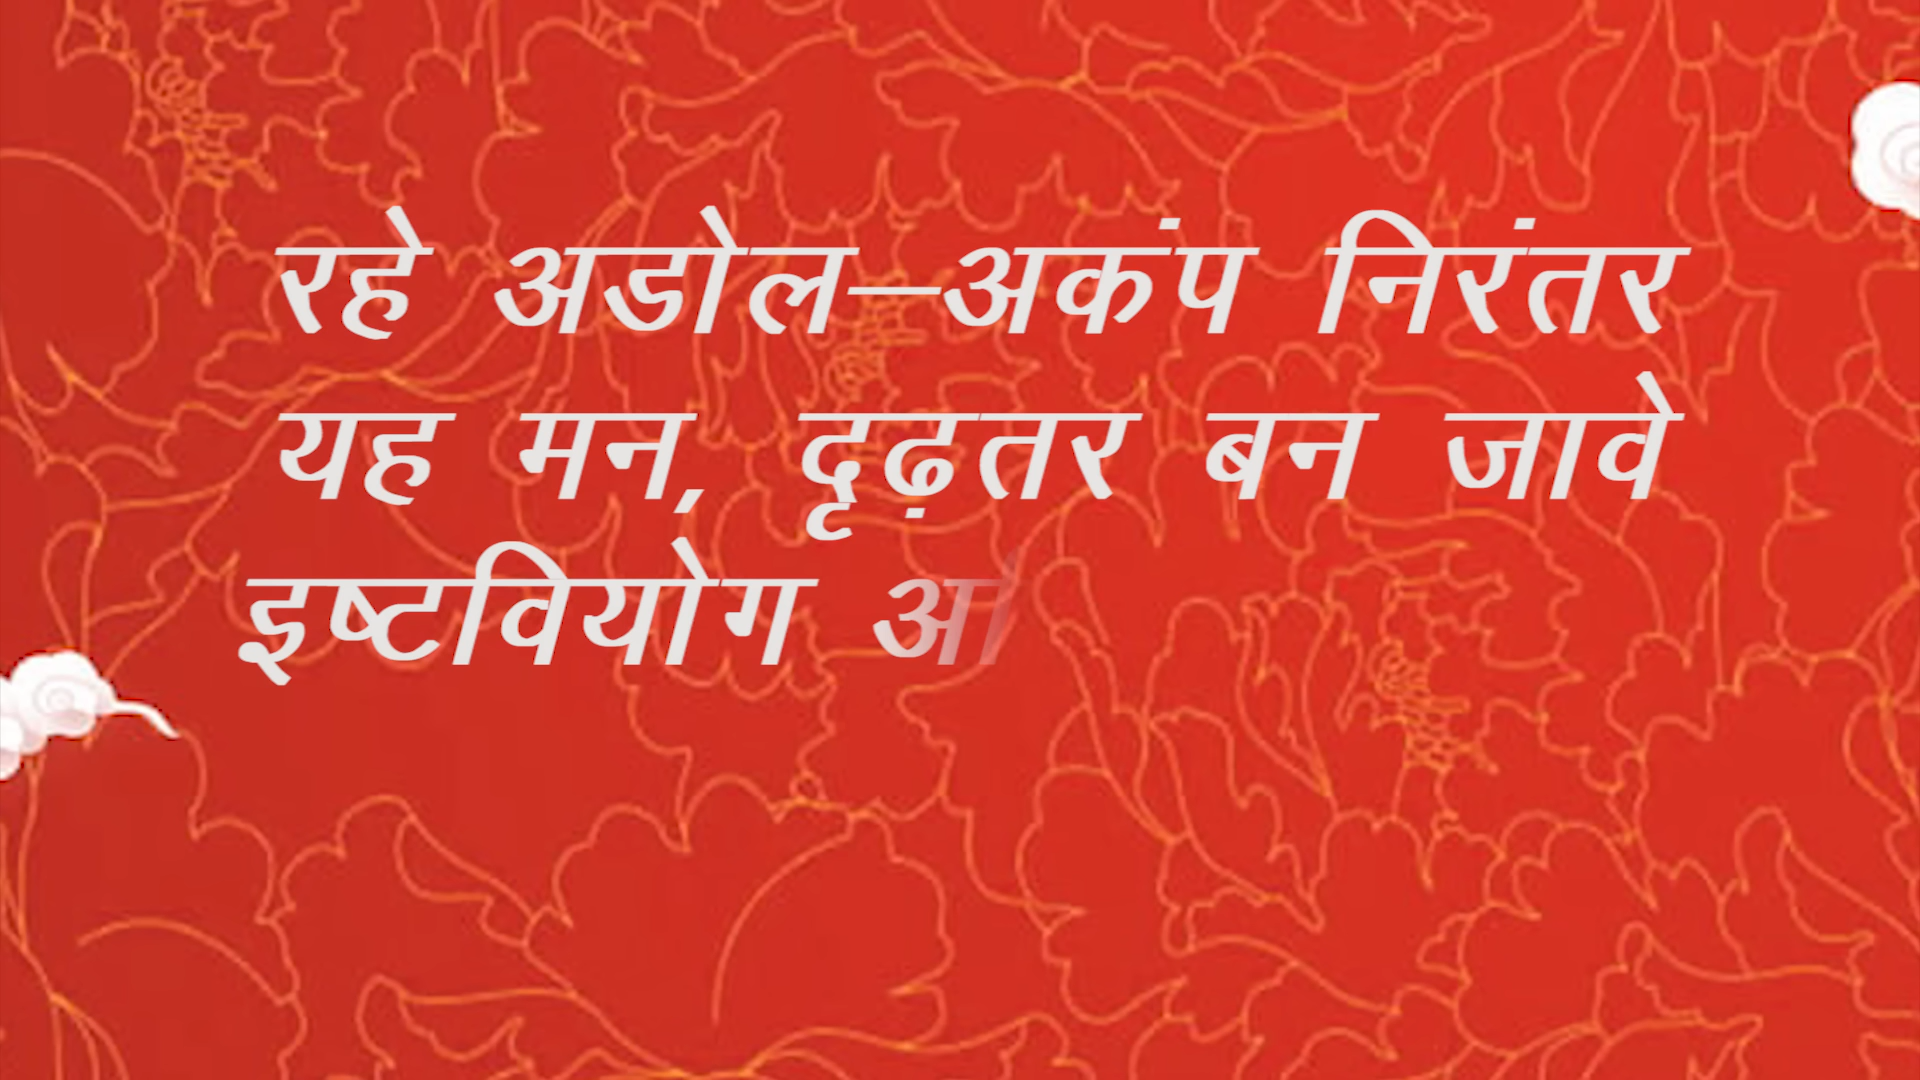 रहे अडोल—अकंप निरंतर
यह मन, दृढ़तर बन जावे
इष्टवियोग